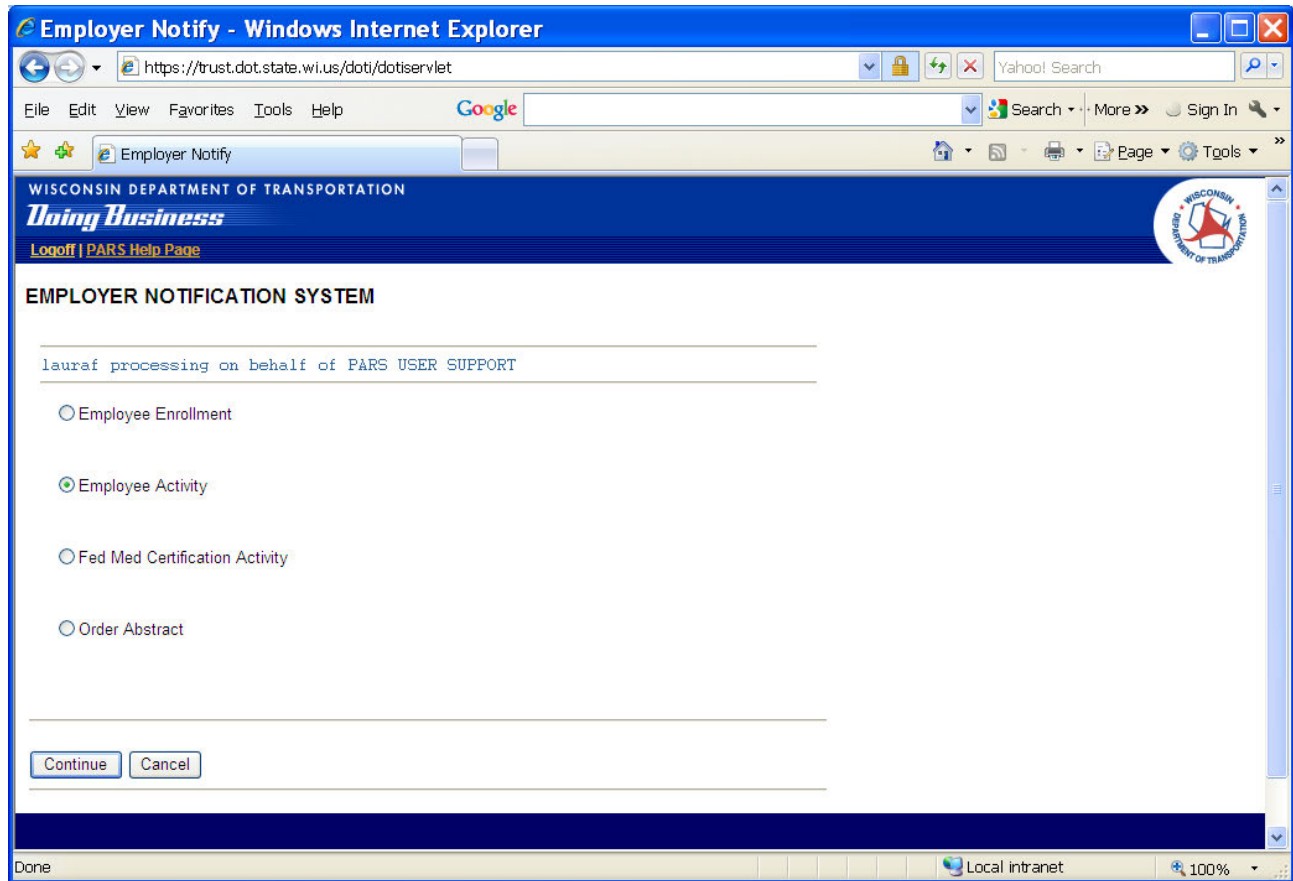 Employer Notify - Windows Internet Explorer
https://trust.dot.state.wi.us/doti/dotiservlet Yahoo! Search
File Edit View Favorites Tools Help Google Search More » Sign In
Employer Notify Page Tools »
WISCONSIN DEPARTMENT OF TRANSPORTATION
Doing Business
Logoff | PARS Help Page
WISCONSIN DEPARTMENT OF TRANSPORTATION
EMPLOYER NOTIFICATION SYSTEM
lauraf processing on behalf of PARS USER SUPPORT
Employee Enrollment
Employee Activity
Fed Med Certification Activity
Order Abstract
Continue Cancel
Done Local intranet 100%